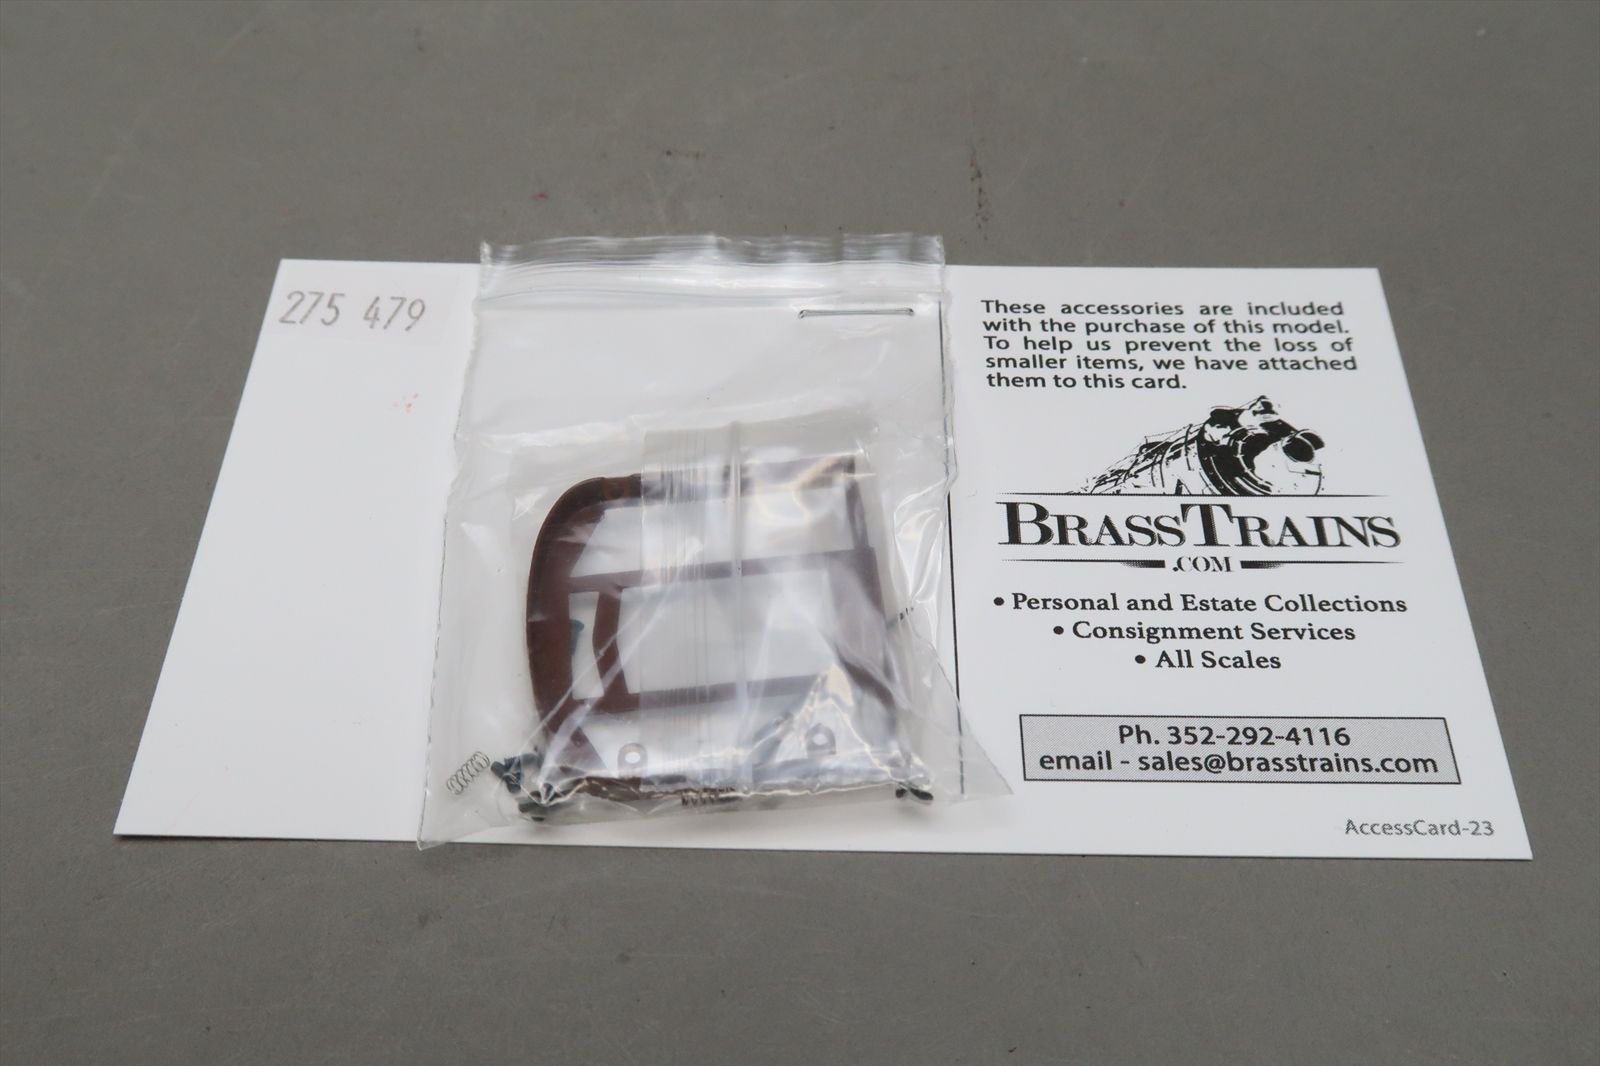 275 479
These accessories are included
with the purchase of this model.
To help us prevent the loss of
smaller items, we have attached
them to this card.
BRASSTRAINS
.COM
• Personal and Estate Collections
• Consignment Services
• All Scales
Ph. 352-292-4116
email - sales@brasstrains.com
AccessCard-23